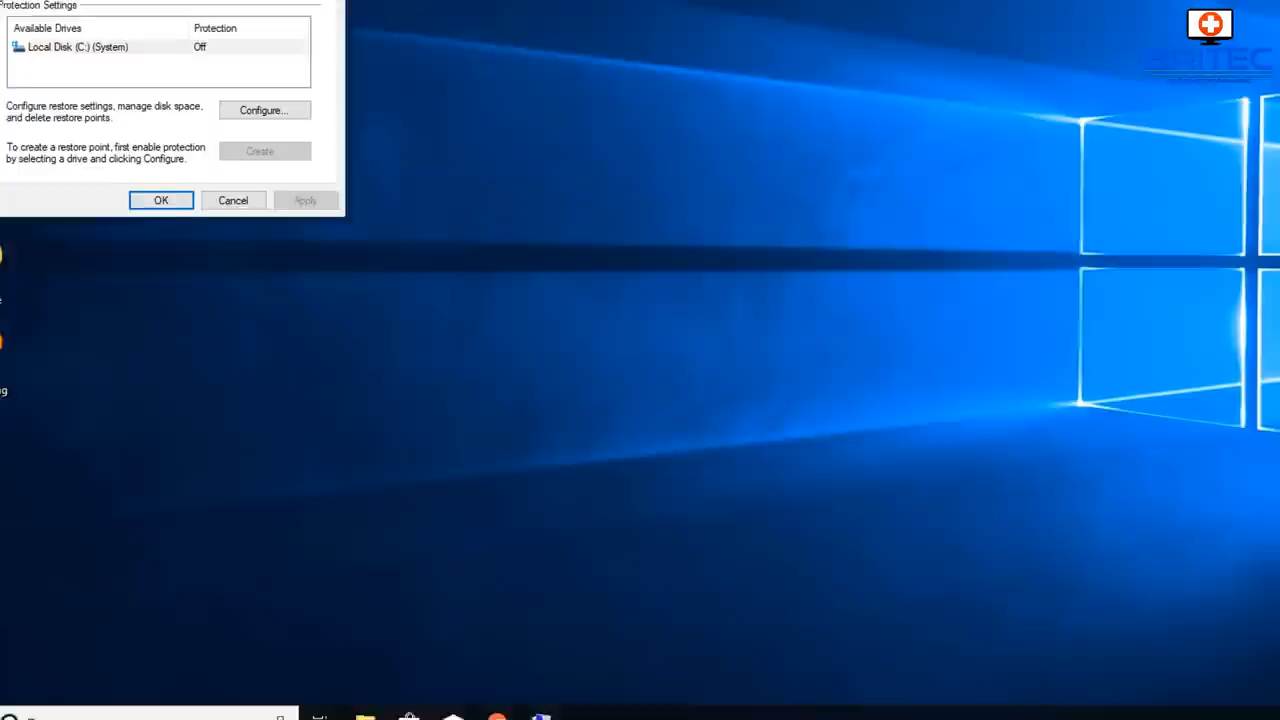 Protection Settings
Available Drives Protection
Local Disk (C:) (System) Off
Configure restore settings, manage disk space,
and delete restore points.
Configure...
To create a restore point, first enable protection
by selecting a drive and clicking Configure.
Create
OK Cancel Apply
BRITEC